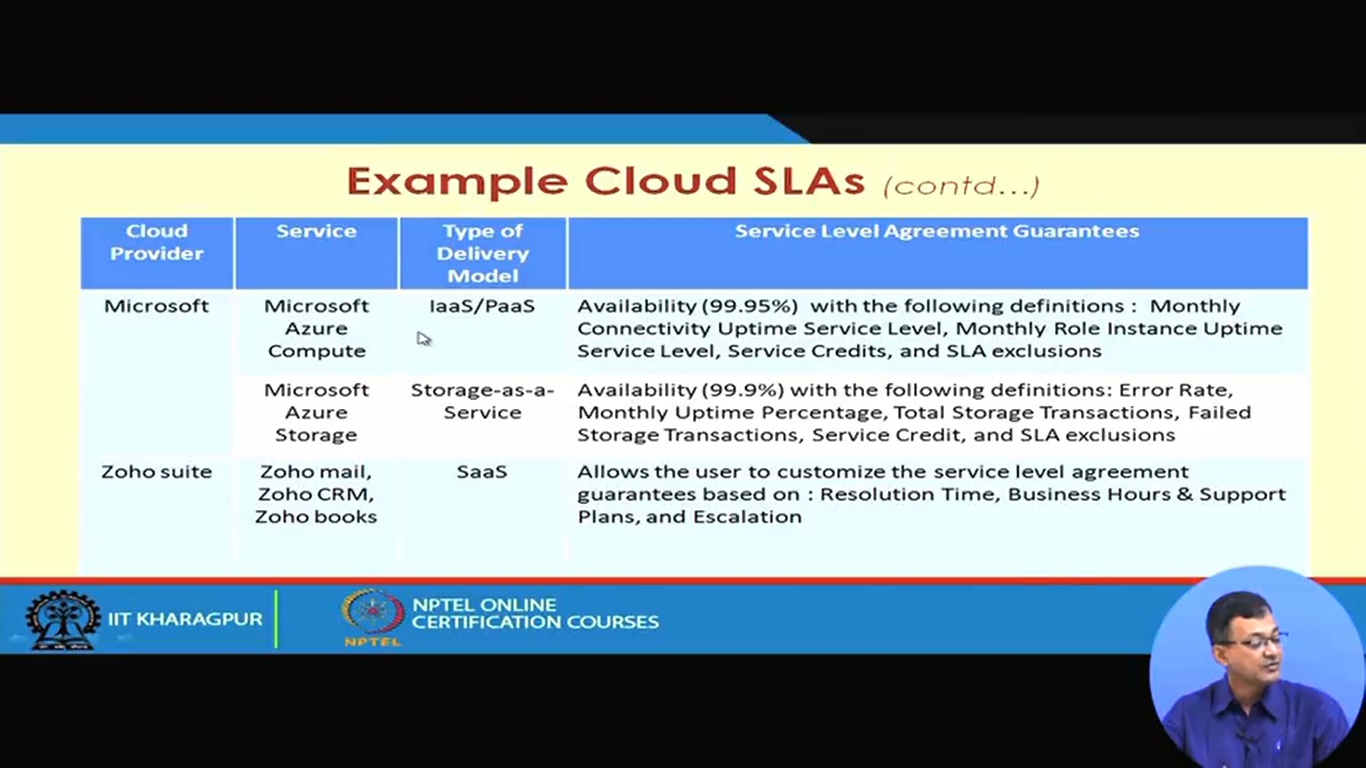 Example Cloud SLAs (contd...)
Cloud
Provider
Service
Type of
Delivery
Model
Service Level Agreement Guarantees
Microsoft
Microsoft
Azure
Compute
IaaS/PaaS
Availability (99.95%) with the following definitions : Monthly
Connectivity Uptime Service Level, Monthly Role Instance Uptime
Service Level, Service Credits, and SLA exclusions
Microsoft
Azure
Storage
Storage-as-a-
Service
Availability (99.9%) with the following definitions: Error Rate,
Monthly Uptime Percentage, Total Storage Transactions, Failed
Storage Transactions, Service Credit, and SLA exclusions
Zoho suite
Zoho mail,
Zoho CRM,
Zoho books
SaaS
Allows the user to customize the service level agreement
guarantees based on : Resolution Time, Business Hours & Support
Plans, and Escalation
IIT KHARAGPUR
NPTEL
NPTEL ONLINE
CERTIFICATION COURSES